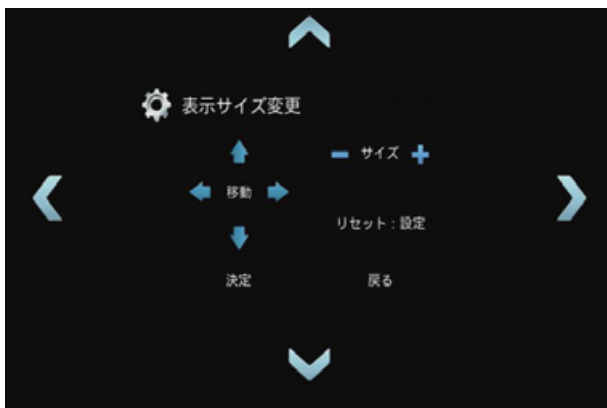 表示サイズ変更
サイズ
移動
リセット：設定
決定
戻る